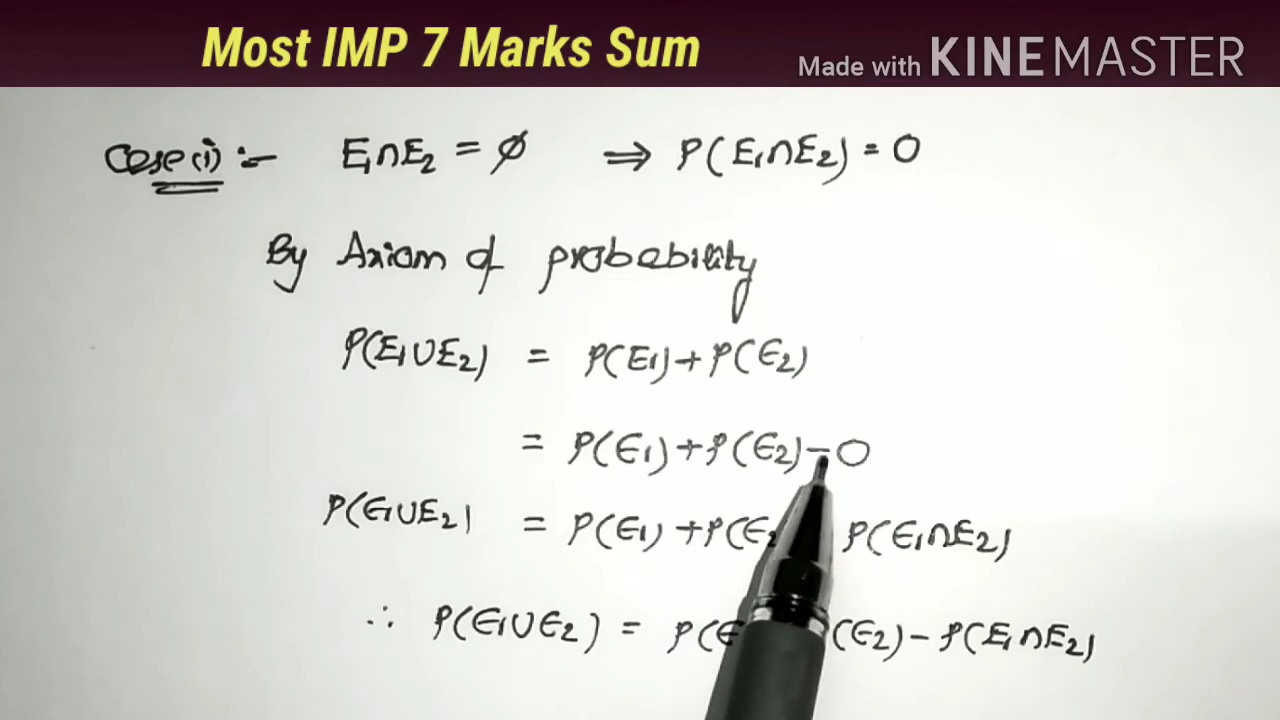 Most IMP 7 Marks Sum
Made with KINEMASTER
Case (i) :- E₁∩E₂ = ∅ ⇒ P(E₁∩E₂) = 0
By Axiom of probability
P(E₁∪E₂) = P(E₁) + P(E₂)
= P(E₁) + P(E₂) - 0
P(E₁∪E₂) = P(E₁) + P(E₂ P(E₁∩E₂)
∴ P(E₁∪E₂) = P(E (E₂) - P(E₁∩E₂)